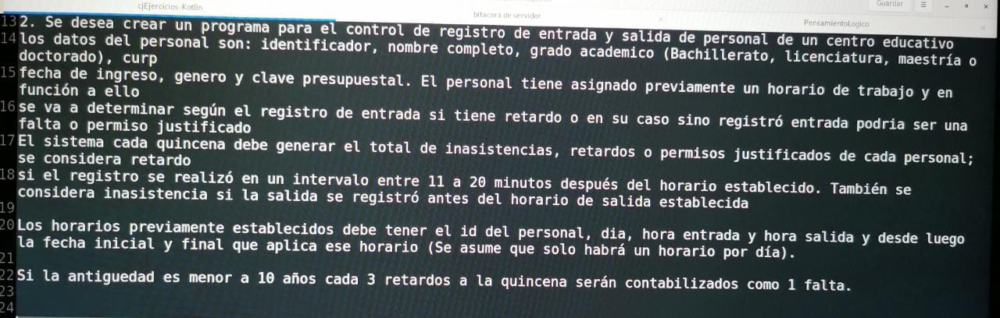 cjEjercicios-Kotlin
bitacora de servidor
PensamientoLogico
Guardar
13 2. Se desea crear un programa para el control de registro de entrada y salida de personal de un centro educativo
14 los datos del personal son: identificador, nombre completo, grado academico (Bachillerato, licenciatura, maestría o
doctorado), curp
15 fecha de ingreso, genero y clave presupuestal. El personal tiene asignado previamente un horario de trabajo y en
función a ello
16 se va a determinar según el registro de entrada si tiene retardo o en su caso sino registró entrada podria ser una
falta o permiso justificado
17 El sistema cada quincena debe generar el total de inasistencias, retardos o permisos justificados de cada personal;
se considera retardo
18 si el registro se realizó en un intervalo entre 11 a 20 minutos después del horario establecido. También se
considera inasistencia si la salida se registró antes del horario de salida establecida
19
20 Los horarios previamente establecidos debe tener el id del personal, dia, hora entrada y hora salida y desde luego
la fecha inicial y final que aplica ese horario (Se asume que solo habrá un horario por día).
21
22 Si la antiguedad es menor a 10 años cada 3 retardos a la quincena serán contabilizados como 1 falta.
23
24